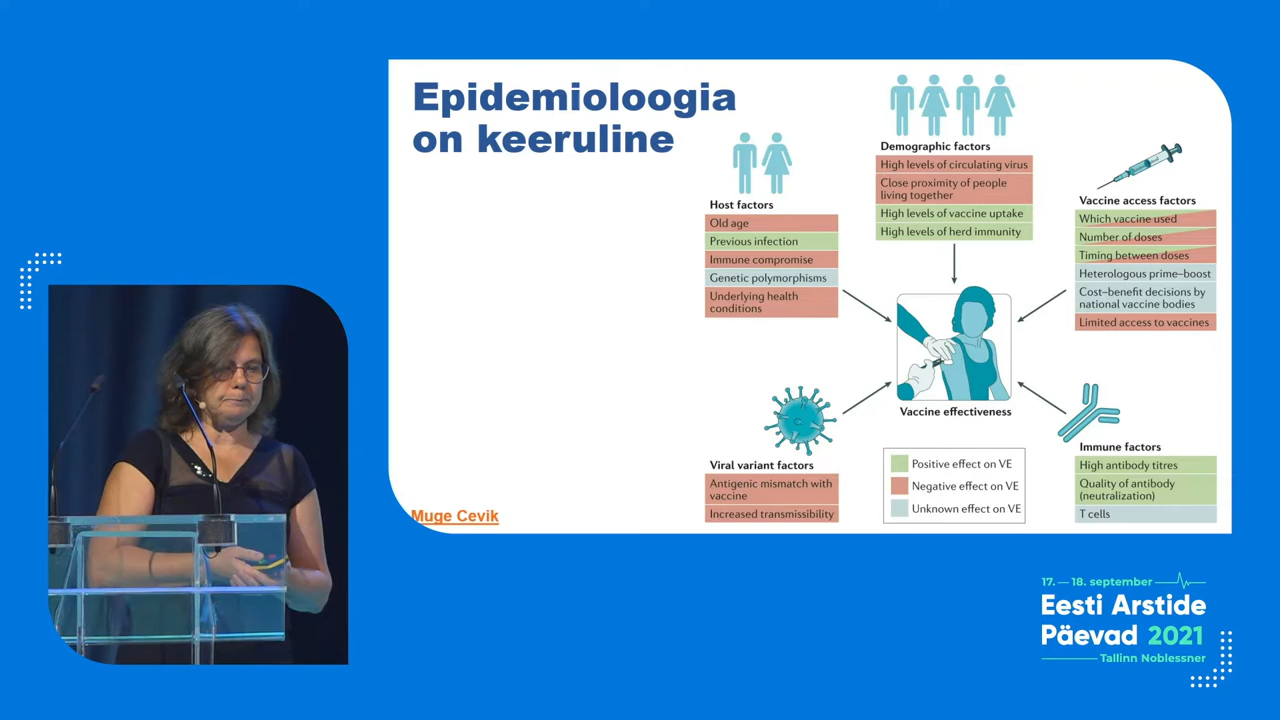 Epidemioloogia
on keeruline
Demographic factors
High levels of circulating virus
Close proximity of people
living together
High levels of vaccine uptake
High levels of herd immunity
Host factors
Old age
Previous infection
Immune compromise
Genetic polymorphisms
Underlying health
conditions
Vaccine access factors
Which vaccine used
Number of doses
Timing between doses
Heterologous prime–boost
Cost–benefit decisions by
national vaccine bodies
Limited access to vaccines
Vaccine effectiveness
Viral variant factors
Antigenic mismatch with
vaccine
Increased transmissibility
Positive effect on VE
Negative effect on VE
Unknown effect on VE
Immune factors
High antibody titres
Quality of antibody
(neutralization)
T cells
Muge Cevik
17. — 18. september
Eesti Arstide
Päevad 2021
Tallinn Noblessner